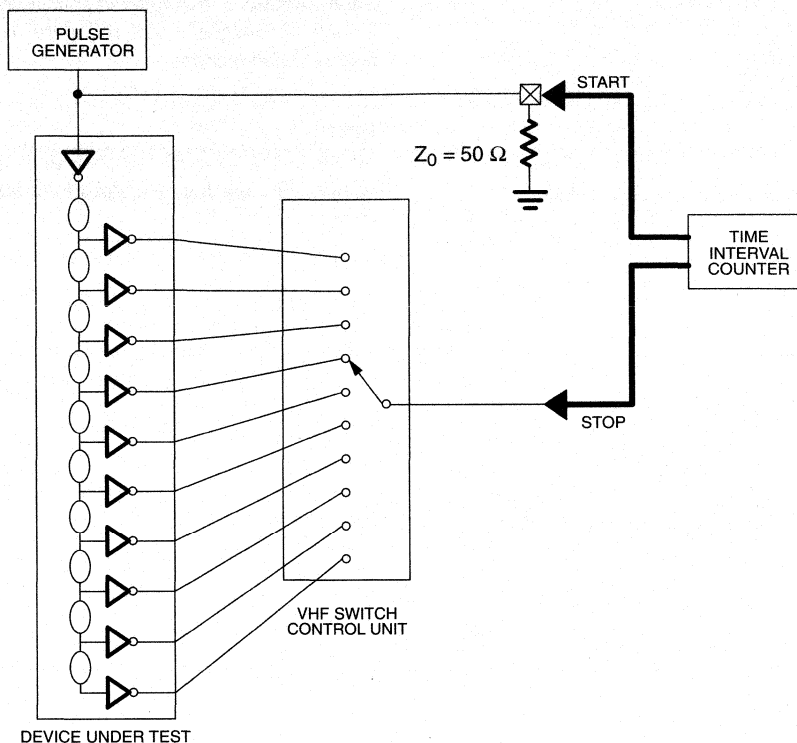 PULSE
GENERATOR
START
Z₀ = 50 Ω
TIME
INTERVAL
COUNTER
STOP
VHF SWITCH
CONTROL UNIT
DEVICE UNDER TEST